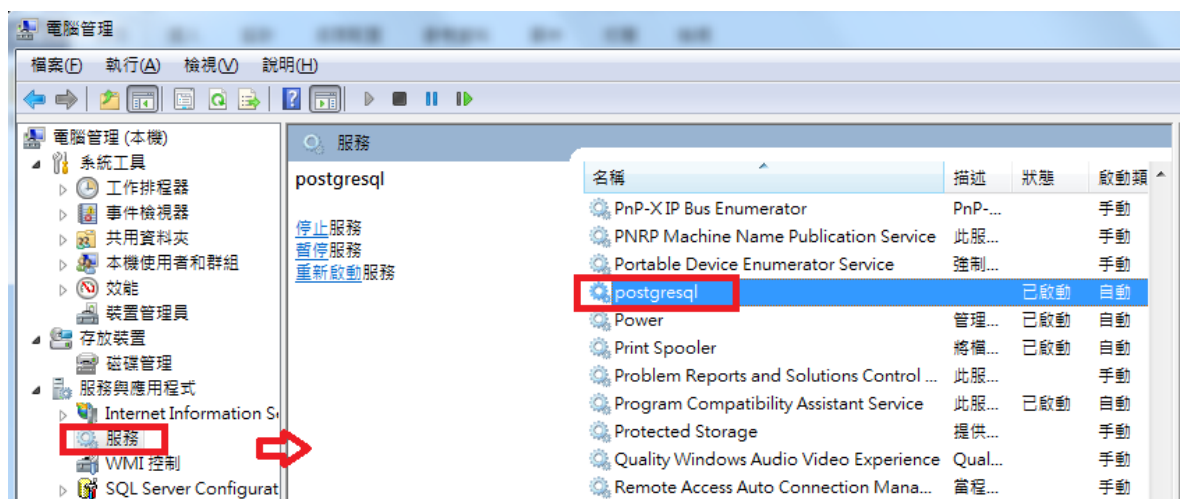 電腦管理
檔案(F) 執行(A) 檢視(V) 說明(H)
電腦管理 (本機)
系統工具
工作排程器
事件檢視器
共用資料夾
本機使用者和群組
效能
裝置管理員
存放裝置
磁碟管理
服務與應用程式
Internet Information Se
服務
WMI 控制
SQL Server Configurat
服務
postgresql
停止服務
暫停服務
重新啟動服務
名稱 描述 狀態 啟動類
PnP-X IP Bus Enumerator PnP-... 手動
PNRP Machine Name Publication Service 此服... 手動
Portable Device Enumerator Service 強制... 手動
postgresql 已啟動 自動
Power 管理... 已啟動 自動
Print Spooler 將檔... 已啟動 自動
Problem Reports and Solutions Control ... 此服... 手動
Program Compatibility Assistant Service 此服... 已啟動 自動
Protected Storage 提供... 手動
Quality Windows Audio Video Experience Qual... 手動
Remote Access Auto Connection Mana... 當程... 手動